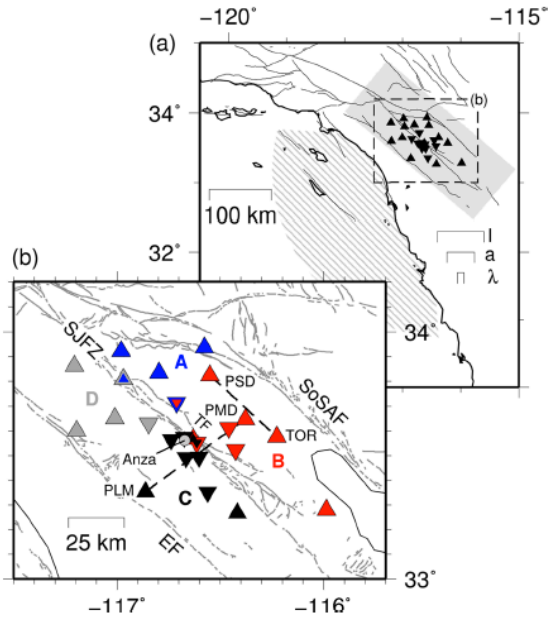 −120° −115°
(a)
34°
(b)
100 km
l
a
λ
32°
(b)
34°
SJFZ
A
PSD
SoSAF
D
PMD
TF
TOR
Anza
B
PLM
C
25 km
EF
33°
−117° −116°